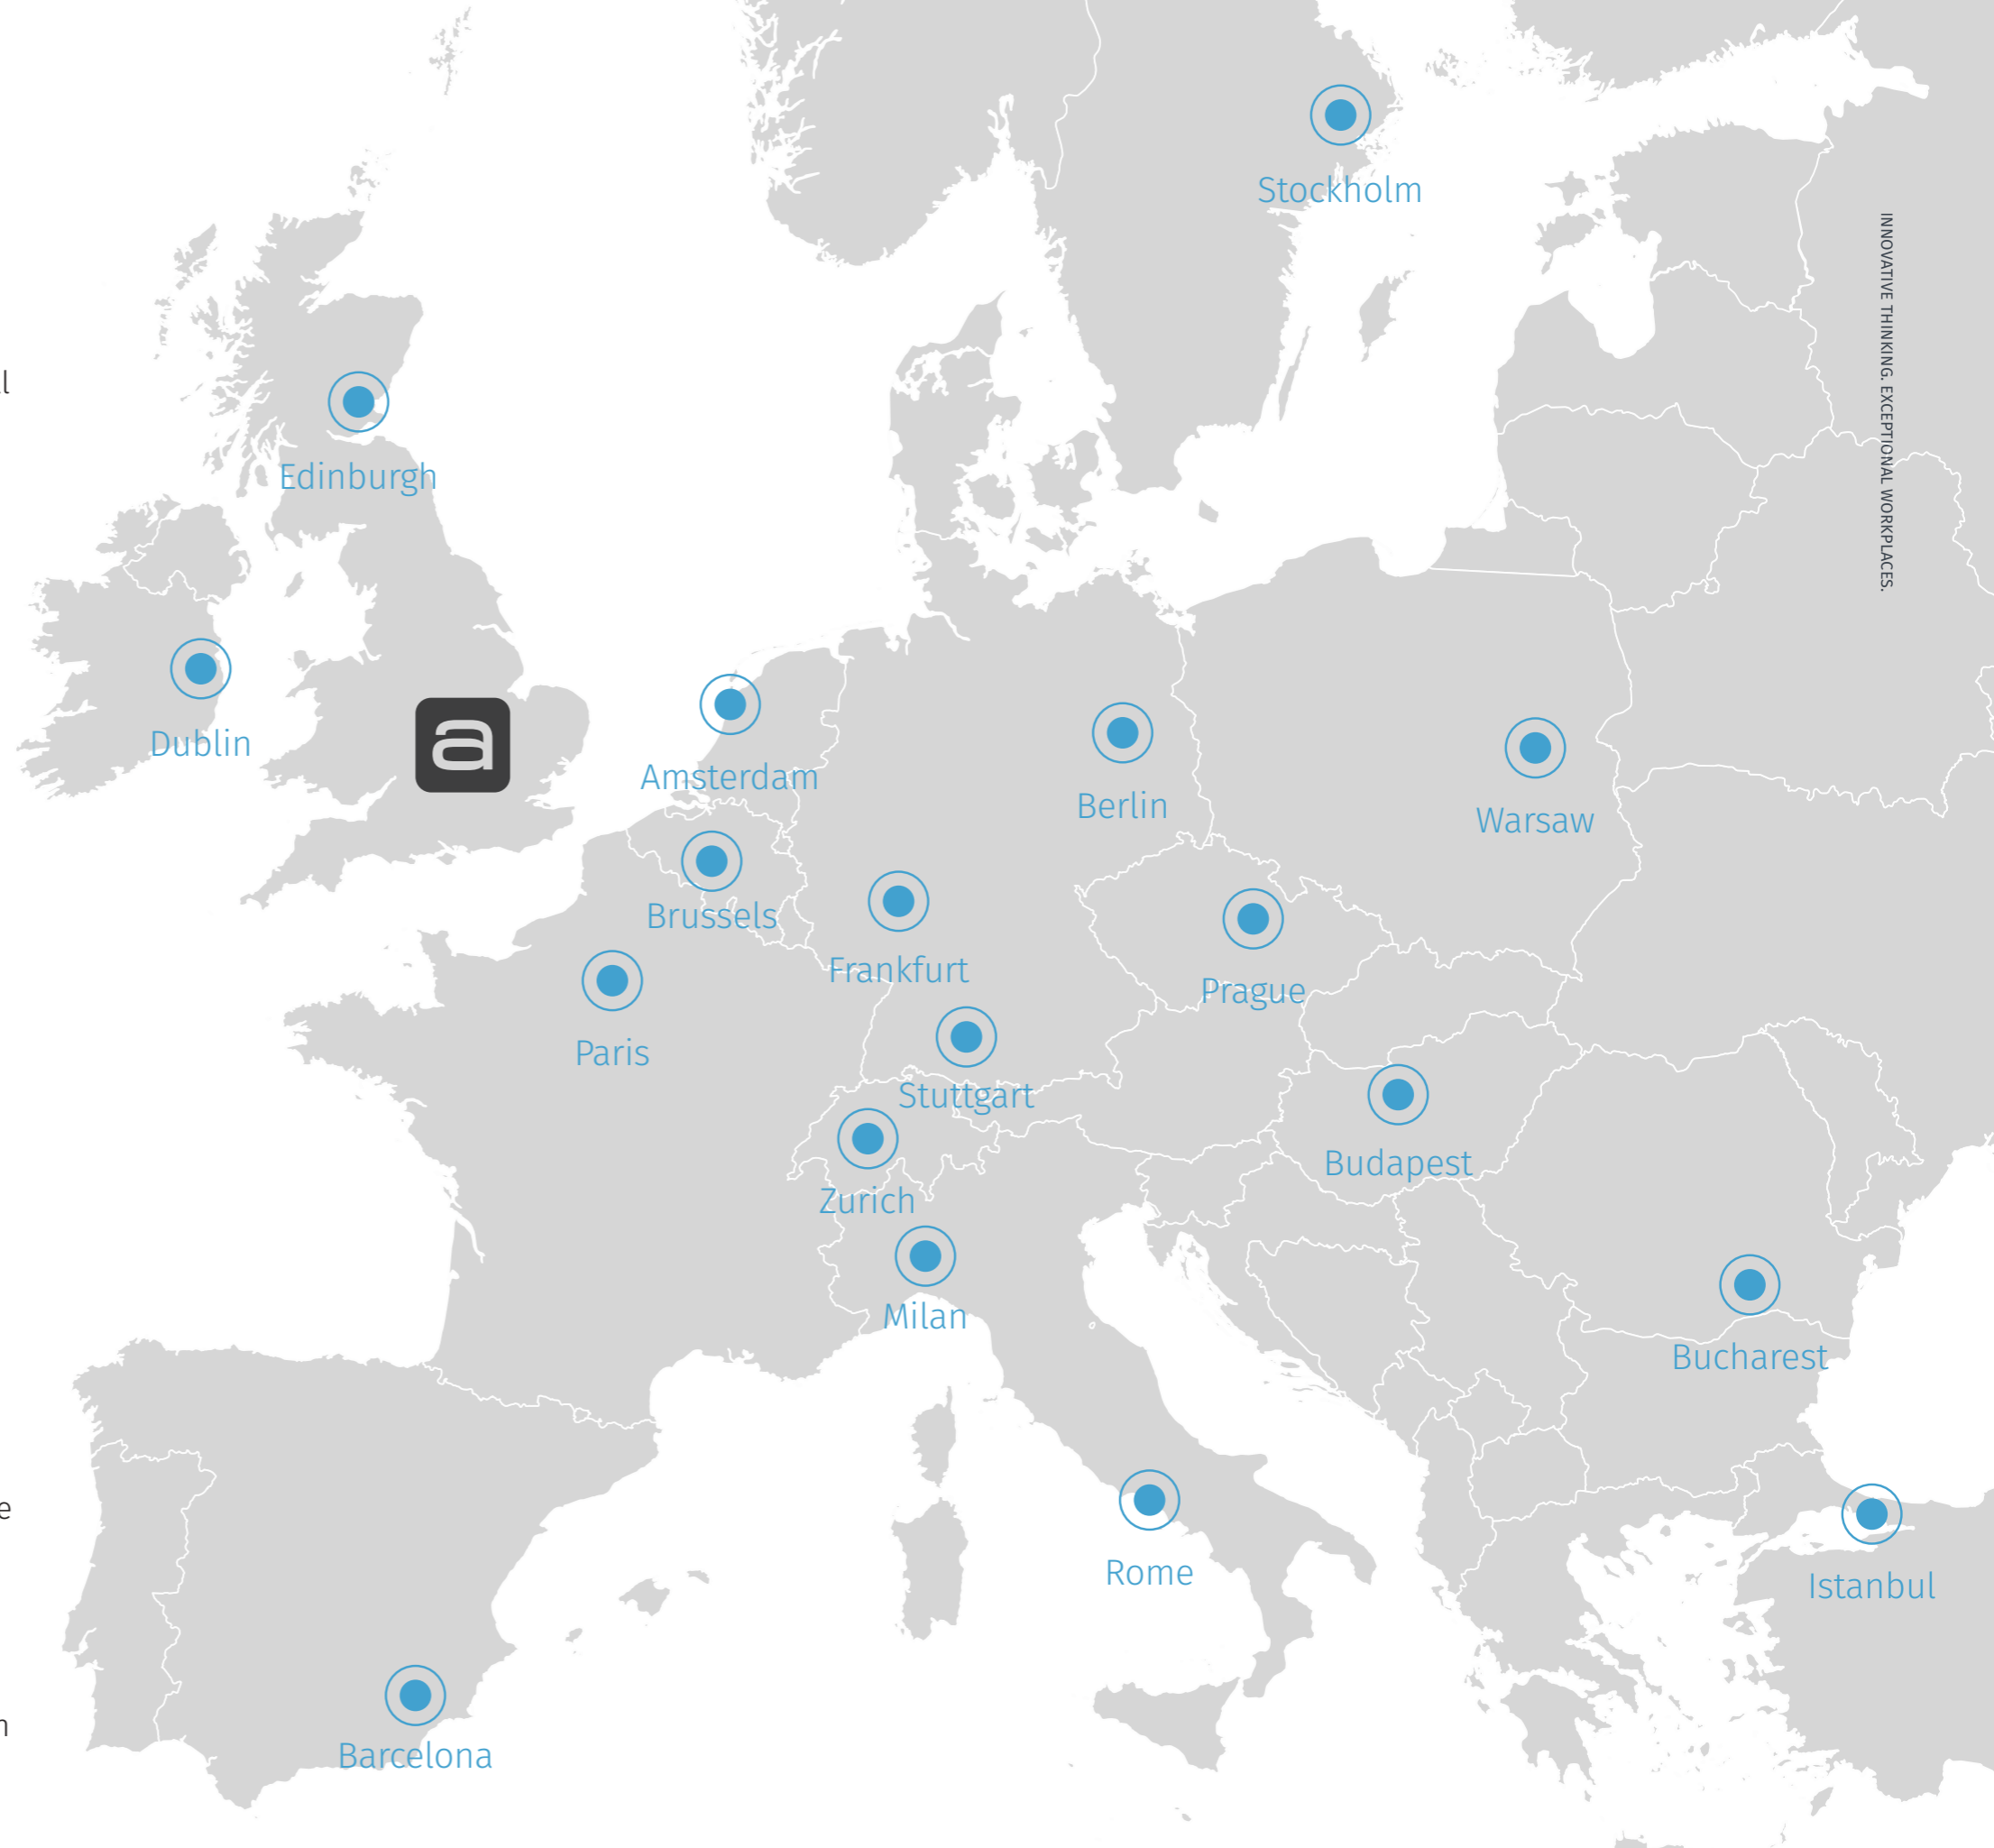 Stockholm
INNOVATIVE THINKING. EXCEPTIONAL WORKPLACES.
Edinburgh
Dublin
a
Amsterdam
Berlin
Warsaw
Brussels
Frankfurt
Prague
Paris
Stuttgart
Budapest
Zurich
Milan
Bucharest
Rome
Istanbul
Barcelona